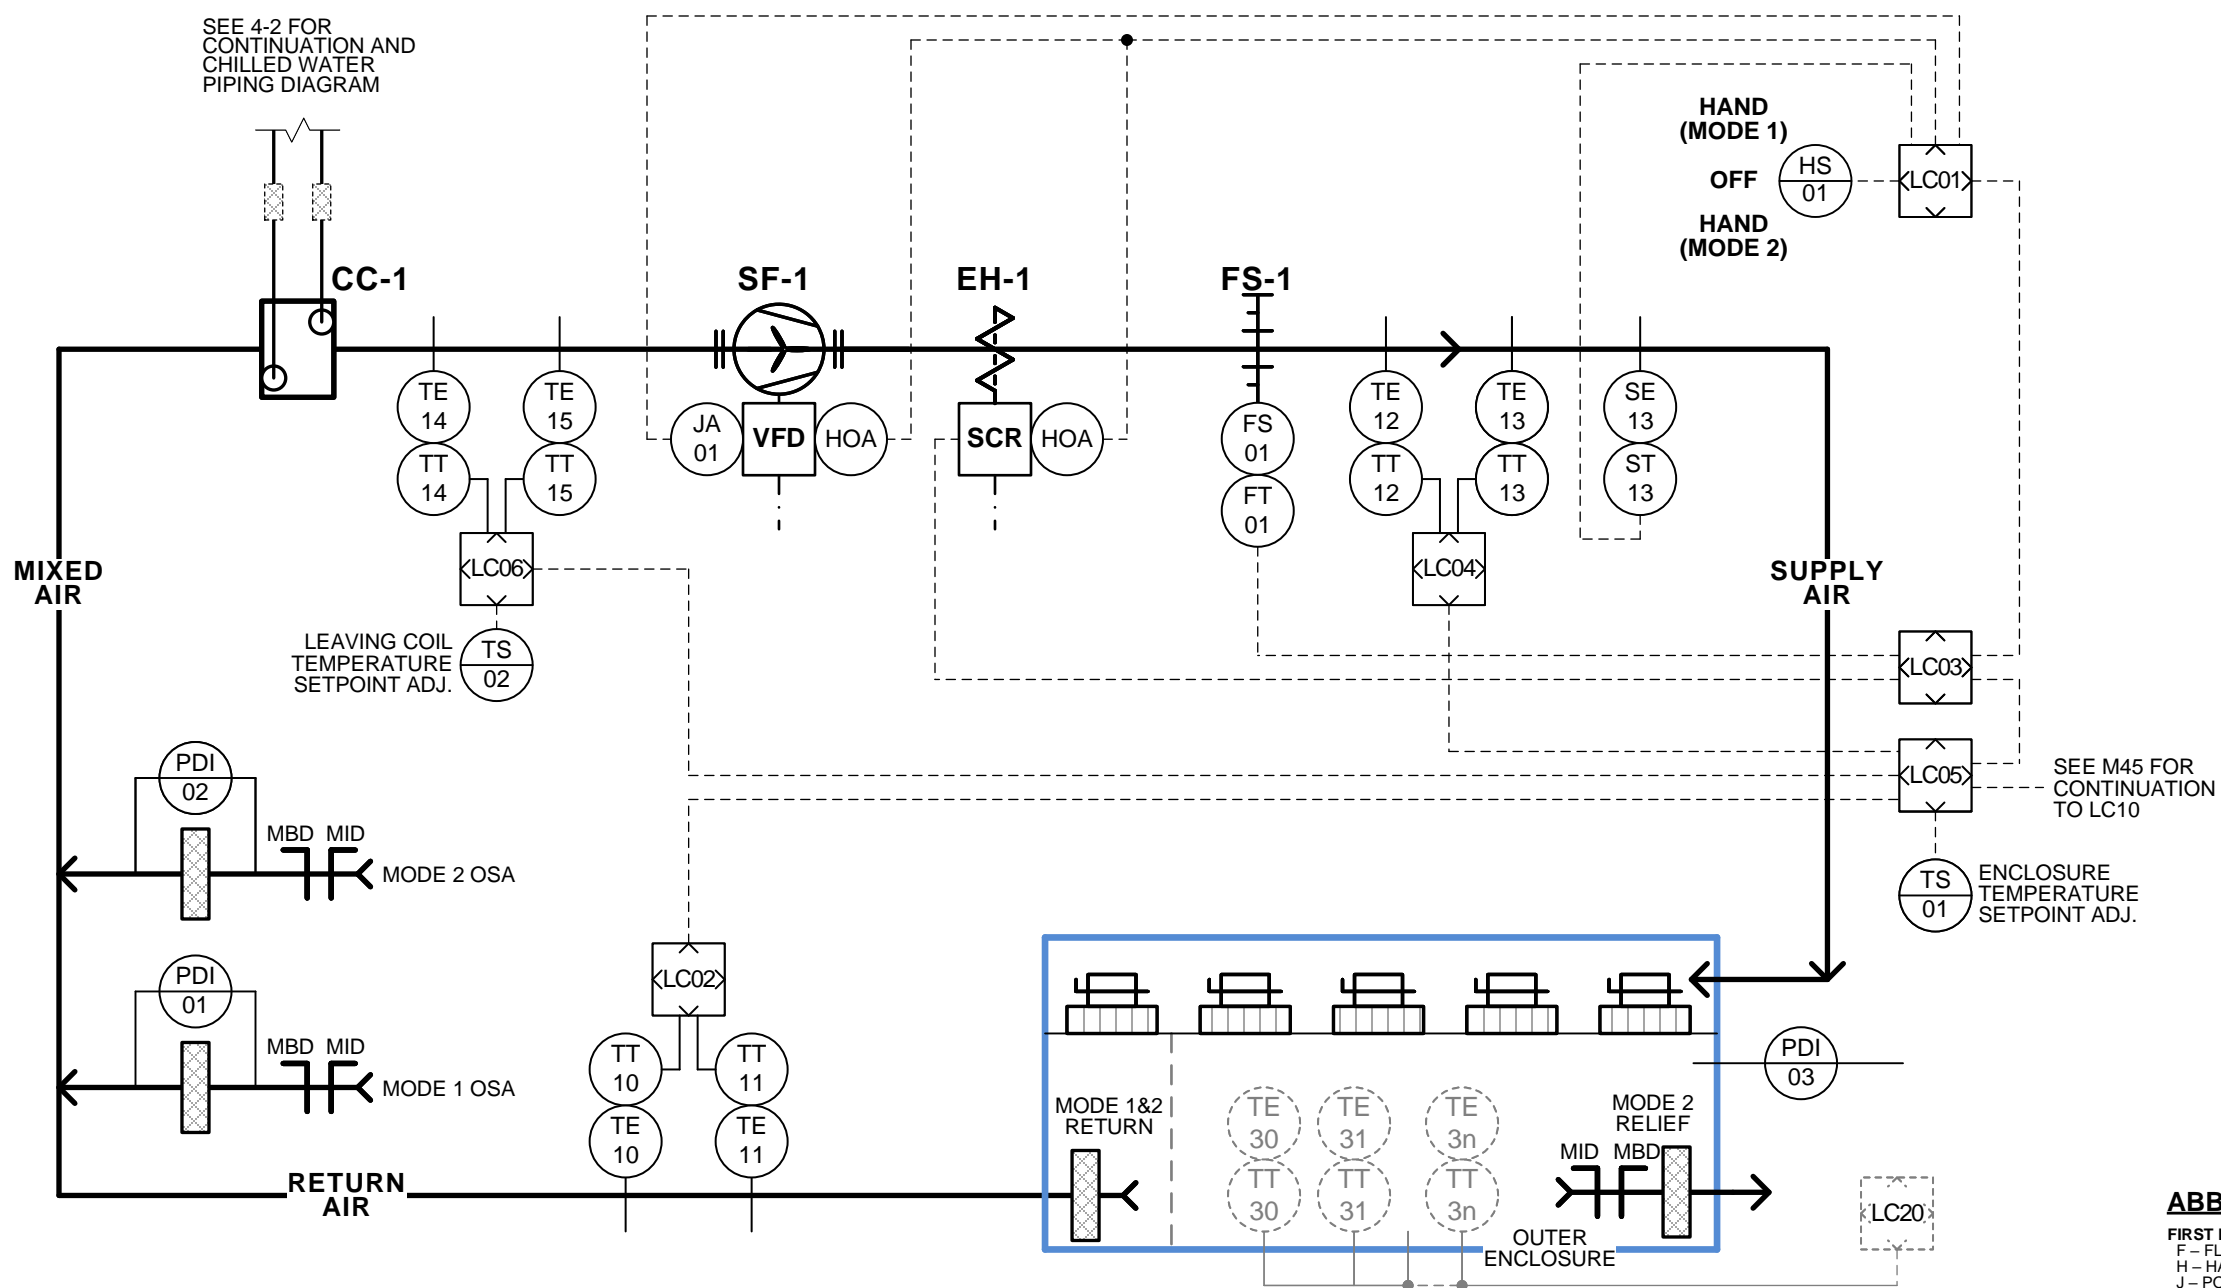 SEE 4-2 FOR
CONTINUATION AND
CHILLED WATER
PIPING DIAGRAM
HAND
(MODE 1)
OFF
HS
01
<LC01>
HAND
(MODE 2)
CC-1
SF-1
EH-1
FS-1
TE
14
TT
14
TE
15
TT
15
JA
01
VFD
HOA
SCR
HOA
FS
01
FT
01
TE
12
TT
12
TE
13
TT
13
SE
13
ST
13
<LC06>
<LC04>
MIXED
AIR
SUPPLY
AIR
LEAVING COIL
TEMPERATURE
SETPOINT ADJ.
TS
02
<LC03>
<LC05>
SEE M45 FOR
CONTINUATION
TO LC10
PDI
02
MBD MID
MODE 2 OSA
TS
01
ENCLOSURE
TEMPERATURE
SETPOINT ADJ.
PDI
01
MBD MID
MODE 1 OSA
<LC02>
TT
10
TE
10
TT
11
TE
11
RETURN
AIR
PDI
03
MODE 1&2
RETURN
TE
30
TT
30
TE
31
TT
31
TE
3n
TT
3n
MODE 2
RELIEF
MID MBD
OUTER
ENCLOSURE
<LC20>
ABB
FIRST
F – FL
H – HA
J – PO